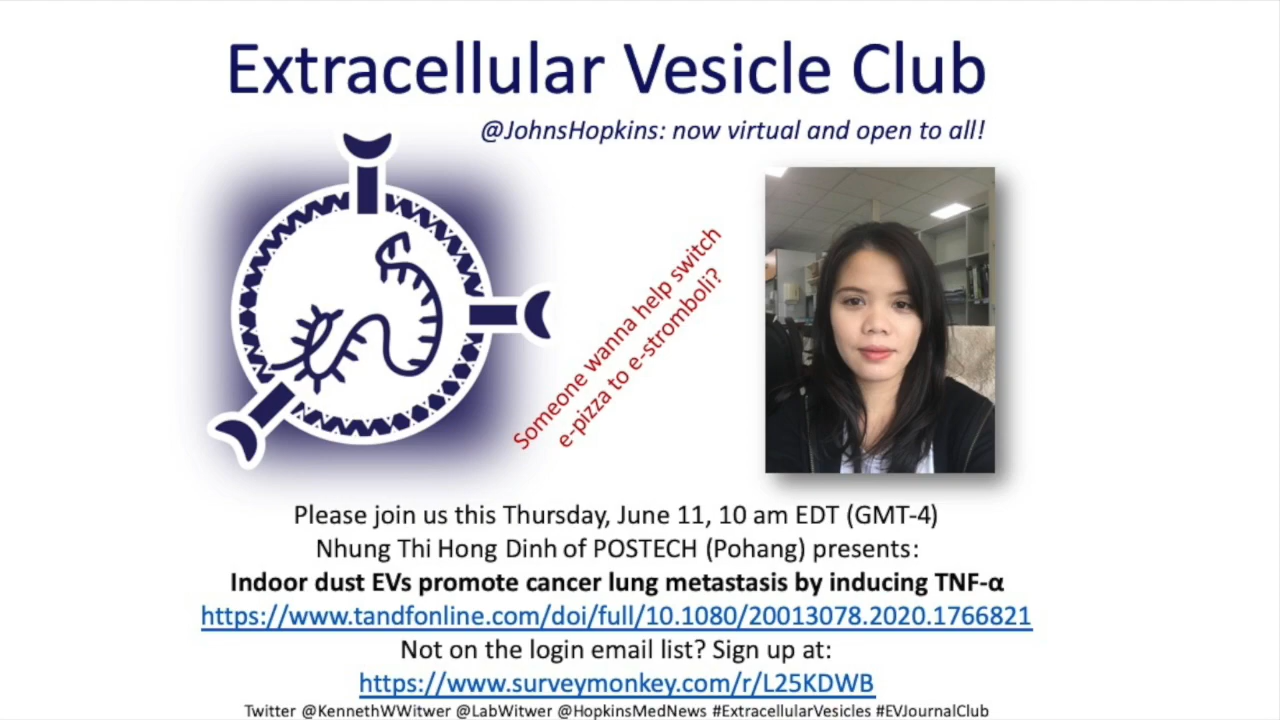 Extracellular Vesicle Club
@JohnsHopkins: now virtual and open to all!
Someone wanna help switch
e-pizza to e-stromboli?
Please join us this Thursday, June 11, 10 am EDT (GMT-4)
Nhung Thi Hong Dinh of POSTECH (Pohang) presents:
Indoor dust EVs promote cancer lung metastasis by inducing TNF-α
https://www.tandfonline.com/doi/full/10.1080/20013078.2020.1766821
Not on the login email list? Sign up at:
https://www.surveymonkey.com/r/L25KDWB
Twitter @KennethWWitwer @LabWitwer @HopkinsMedNews #ExtracellularVesicles #EVJournalClub